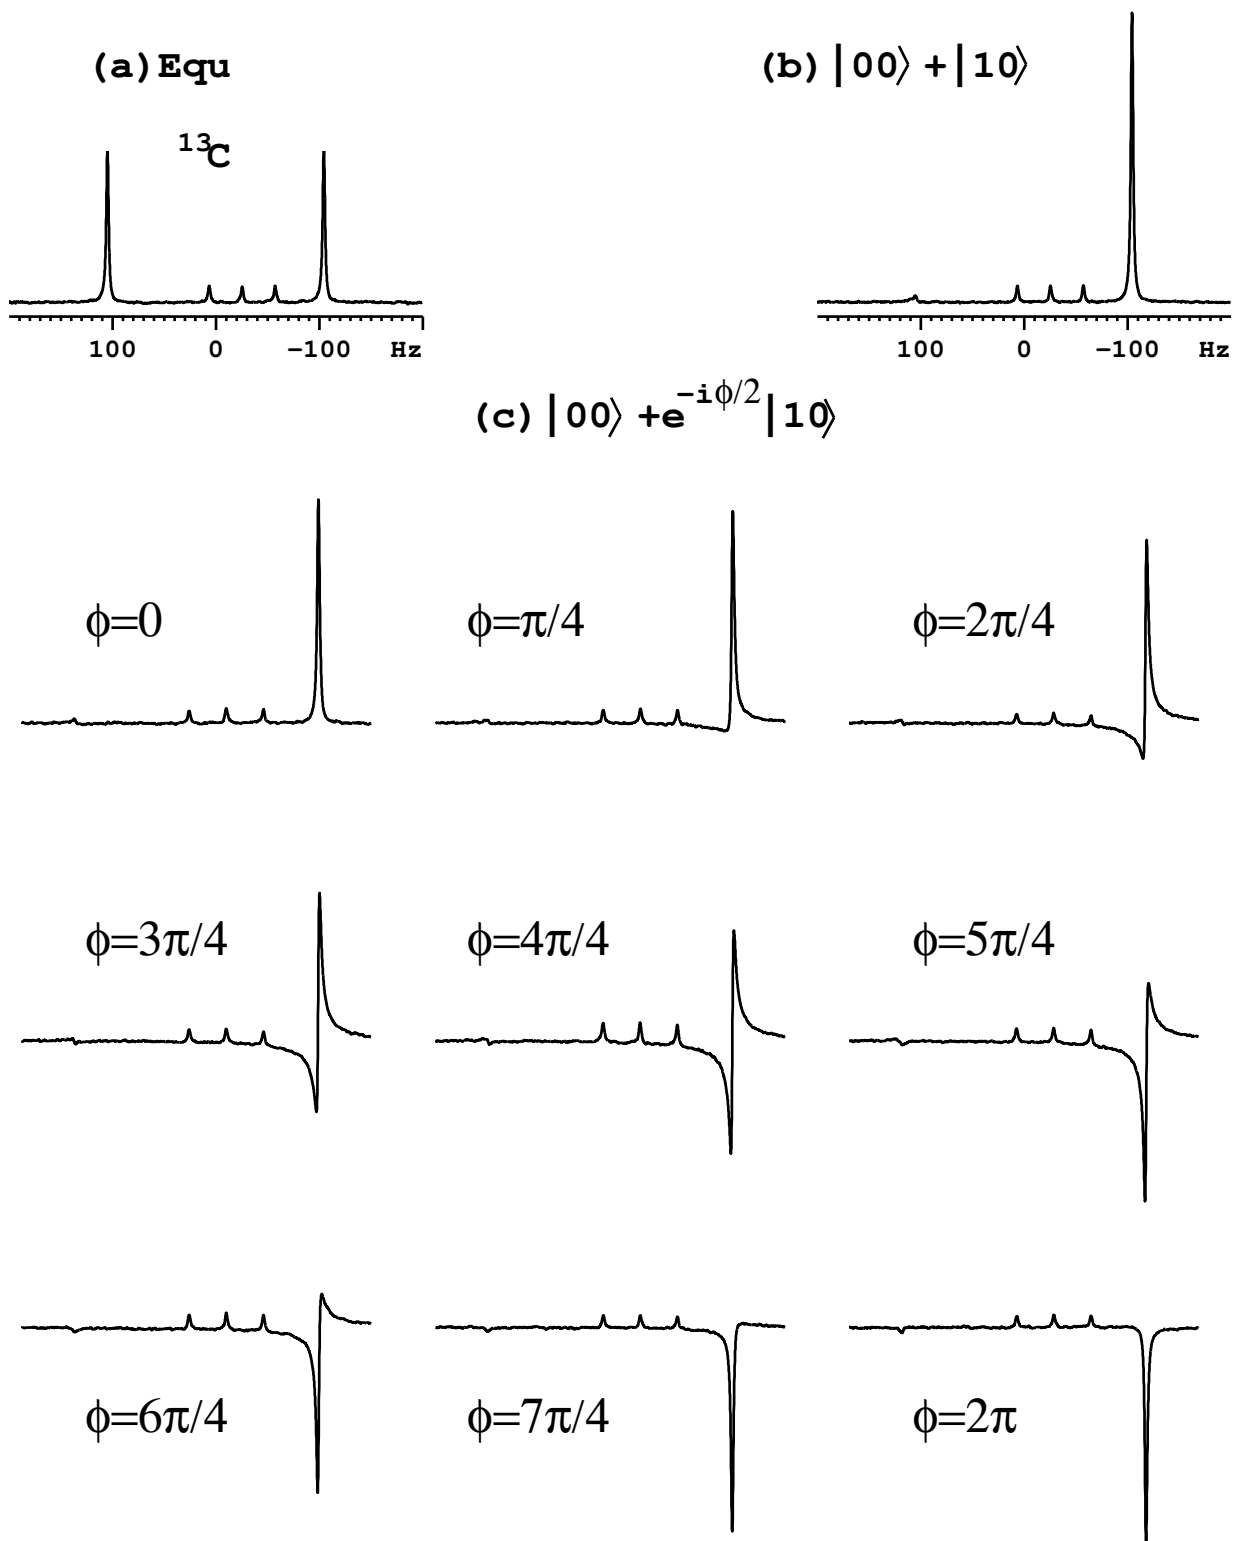 (a)Equ
(b)|00⟩+|10⟩
¹³C
100 0 −100 Hz
100 0 −100 Hz
(c)|00⟩+e^−iϕ/2|10⟩
ϕ=0 ϕ=π/4 ϕ=2π/4
ϕ=3π/4 ϕ=4π/4 ϕ=5π/4
ϕ=6π/4 ϕ=7π/4 ϕ=2π